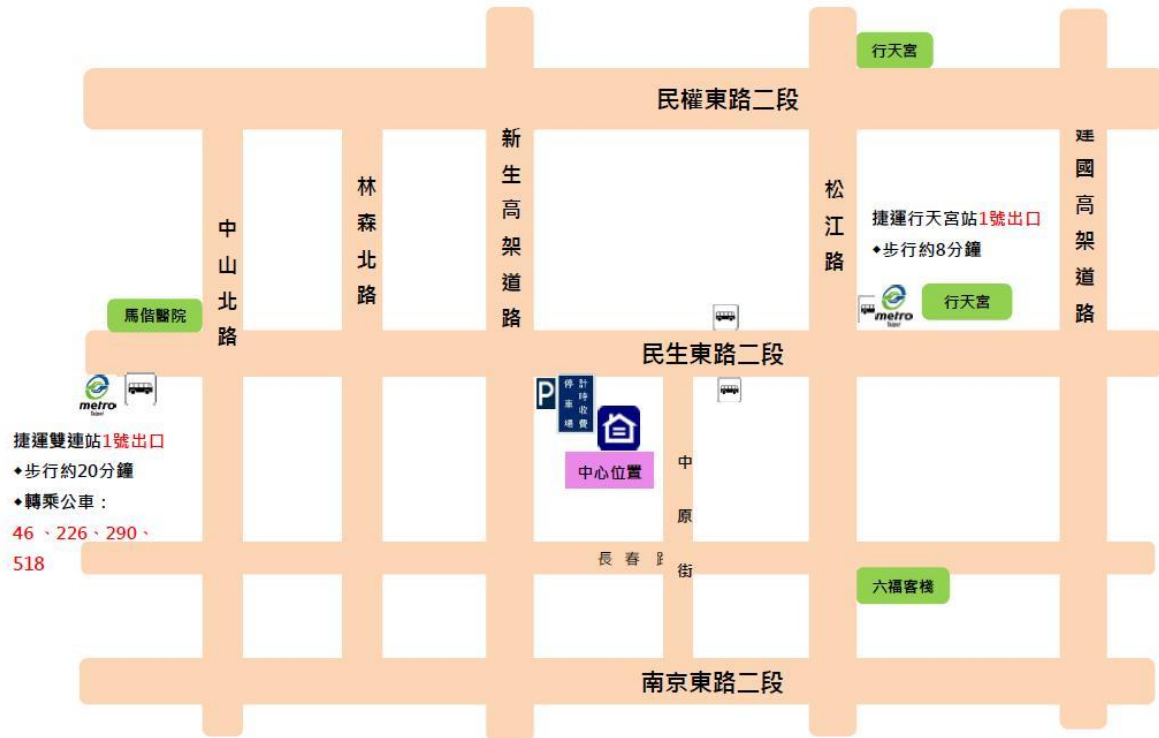 行天宮
民權東路二段
新生高架道路
松江路
建國高架道路
林森北路
中山北路
捷運行天宮站1號出口
◆步行約8分鐘
馬偕醫院
metro
行天宮
民生東路二段
metro
P
計時收費
停車場
中心位置
捷運雙連站1號出口
◆步行約20分鐘
◆轉乘公車：
46 、226、290、
518
中原街
長春路
六福客棧
南京東路二段